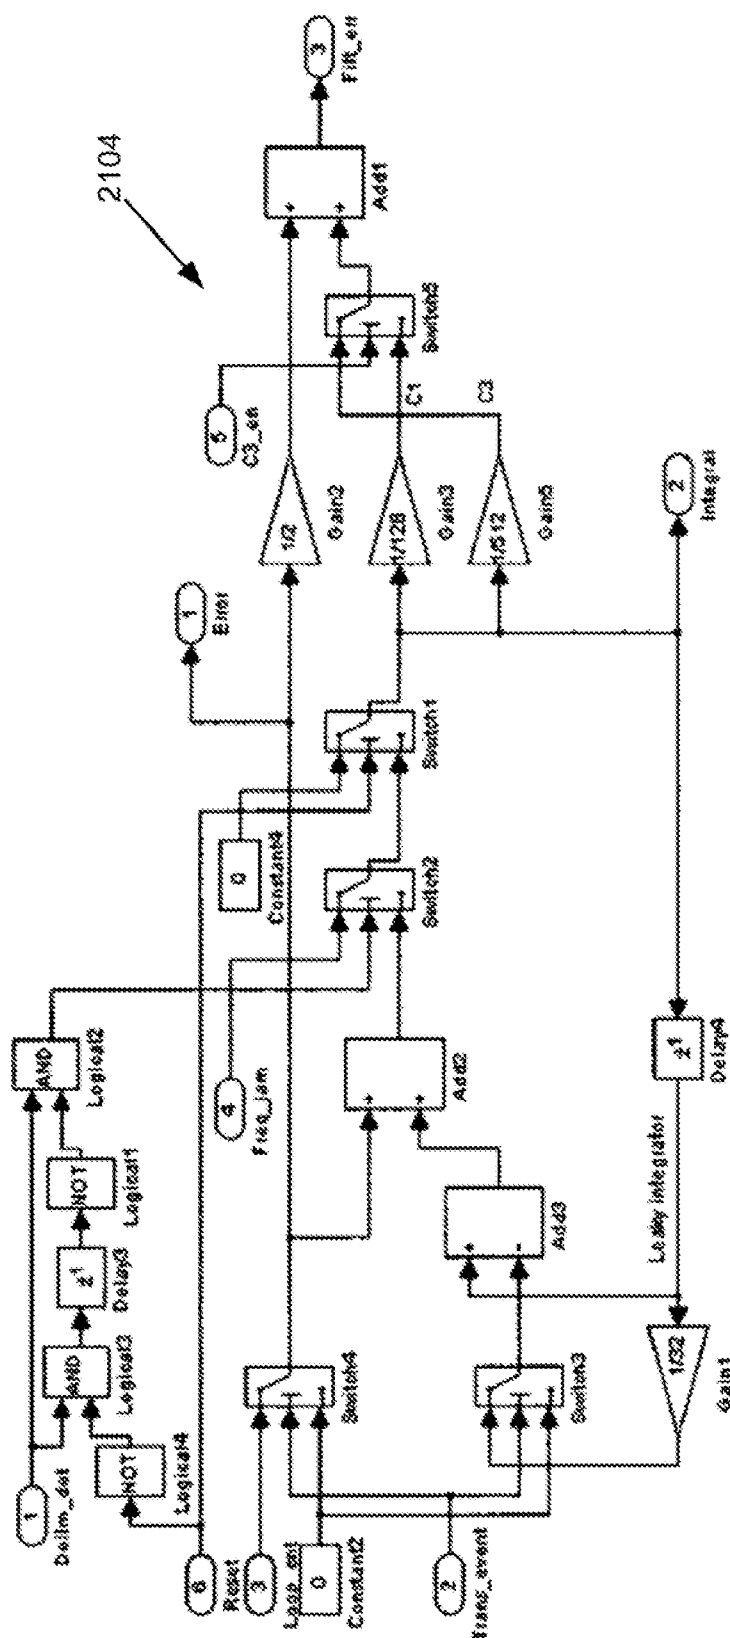 2104
3
Filt_err
+
+
Add1
Switch5
5
C3_en
C1
C3
1/2
Gain2
1/128
Gain3
1/512
Gain5
2
Integral
1
Error
Switch1
0
Constant4
Switch2
AND
Logical2
4
Freq_jam
+
+
Add2
z
Delay4
NOT
Logical1
z
Delay3
Leaky integrator
+
-
Add3
AND
Logical3
Switch4
Switch3
1/32
Gain1
1
Delim_det
NOT
Logical4
6
Reset
3
0
Constant2
2
Trans_event